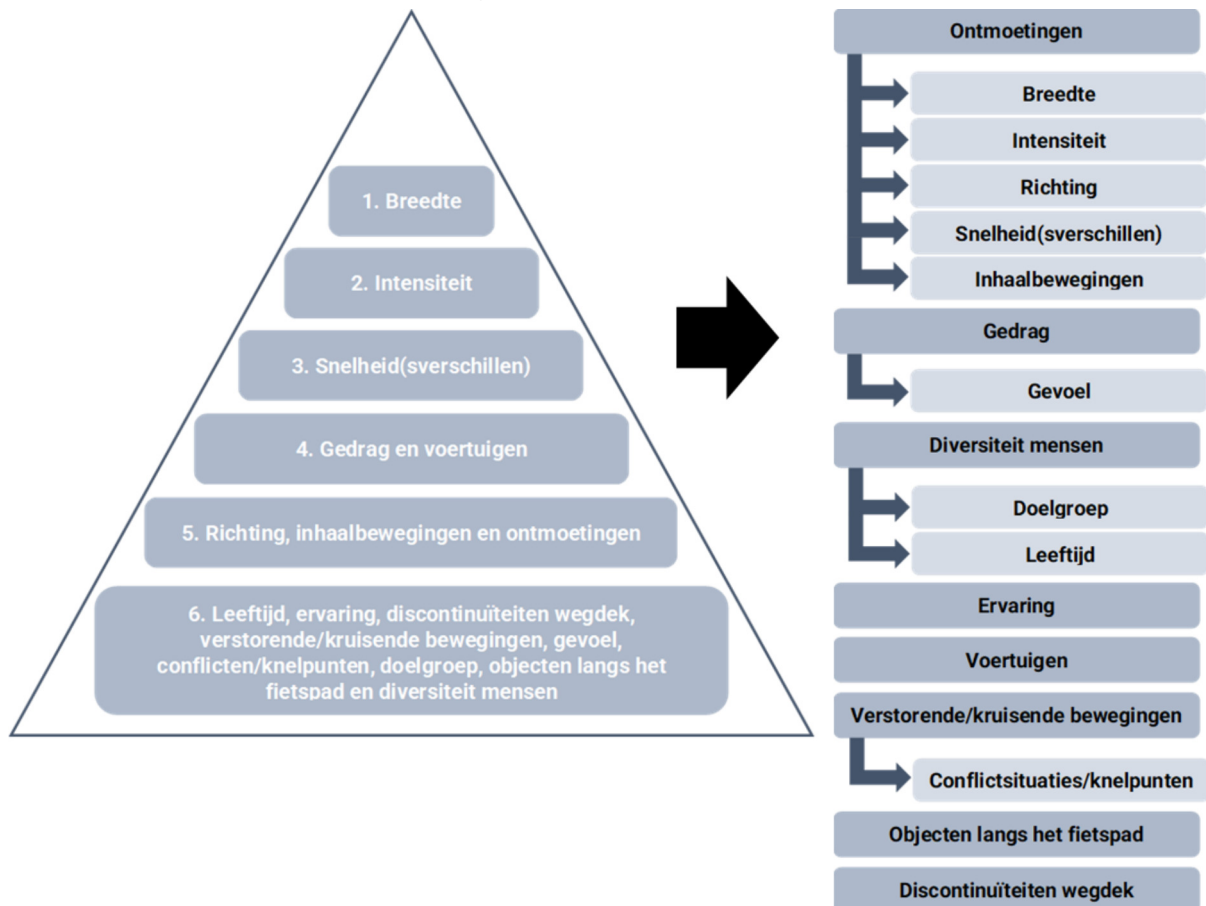 1. Breedte
2. Intensiteit
3. Snelheid(sverschillen)
4. Gedrag en voertuigen
5. Richting, inhaalbewegingen en ontmoetingen
6. Leeftijd, ervaring, discontinuïteiten wegdek,
verstorende/kruisende bewegingen, gevoel,
conflicten/knelpunten, doelgroep, objecten langs het
fietspad en diversiteit mensen
Ontmoetingen
Breedte
Intensiteit
Richting
Snelheid(sverschillen)
Inhaalbewegingen
Gedrag
Gevoel
Diversiteit mensen
Doelgroep
Leeftijd
Ervaring
Voertuigen
Verstorende/kruisende bewegingen
Conflictsituaties/knelpunten
Objecten langs het fietspad
Discontinuïteiten wegdek